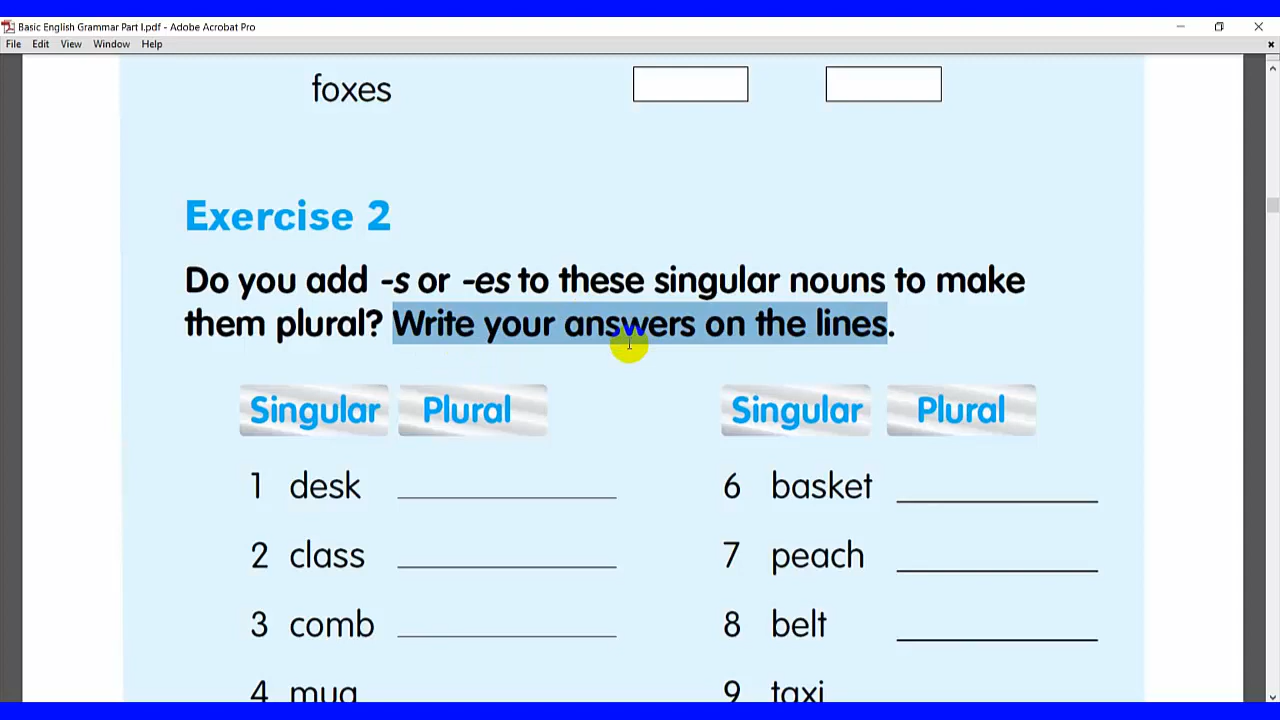 Basic English Grammar Part I.pdf - Adobe Acrobat Pro
File Edit View Window Help
foxes
Exercise 2
Do you add -s or -es to these singular nouns to make
them plural? Write your answers on the lines.
Singular Plural Singular Plural
1 desk 6 basket
2 class 7 peach
3 comb 8 belt
4 mug 9 taxi